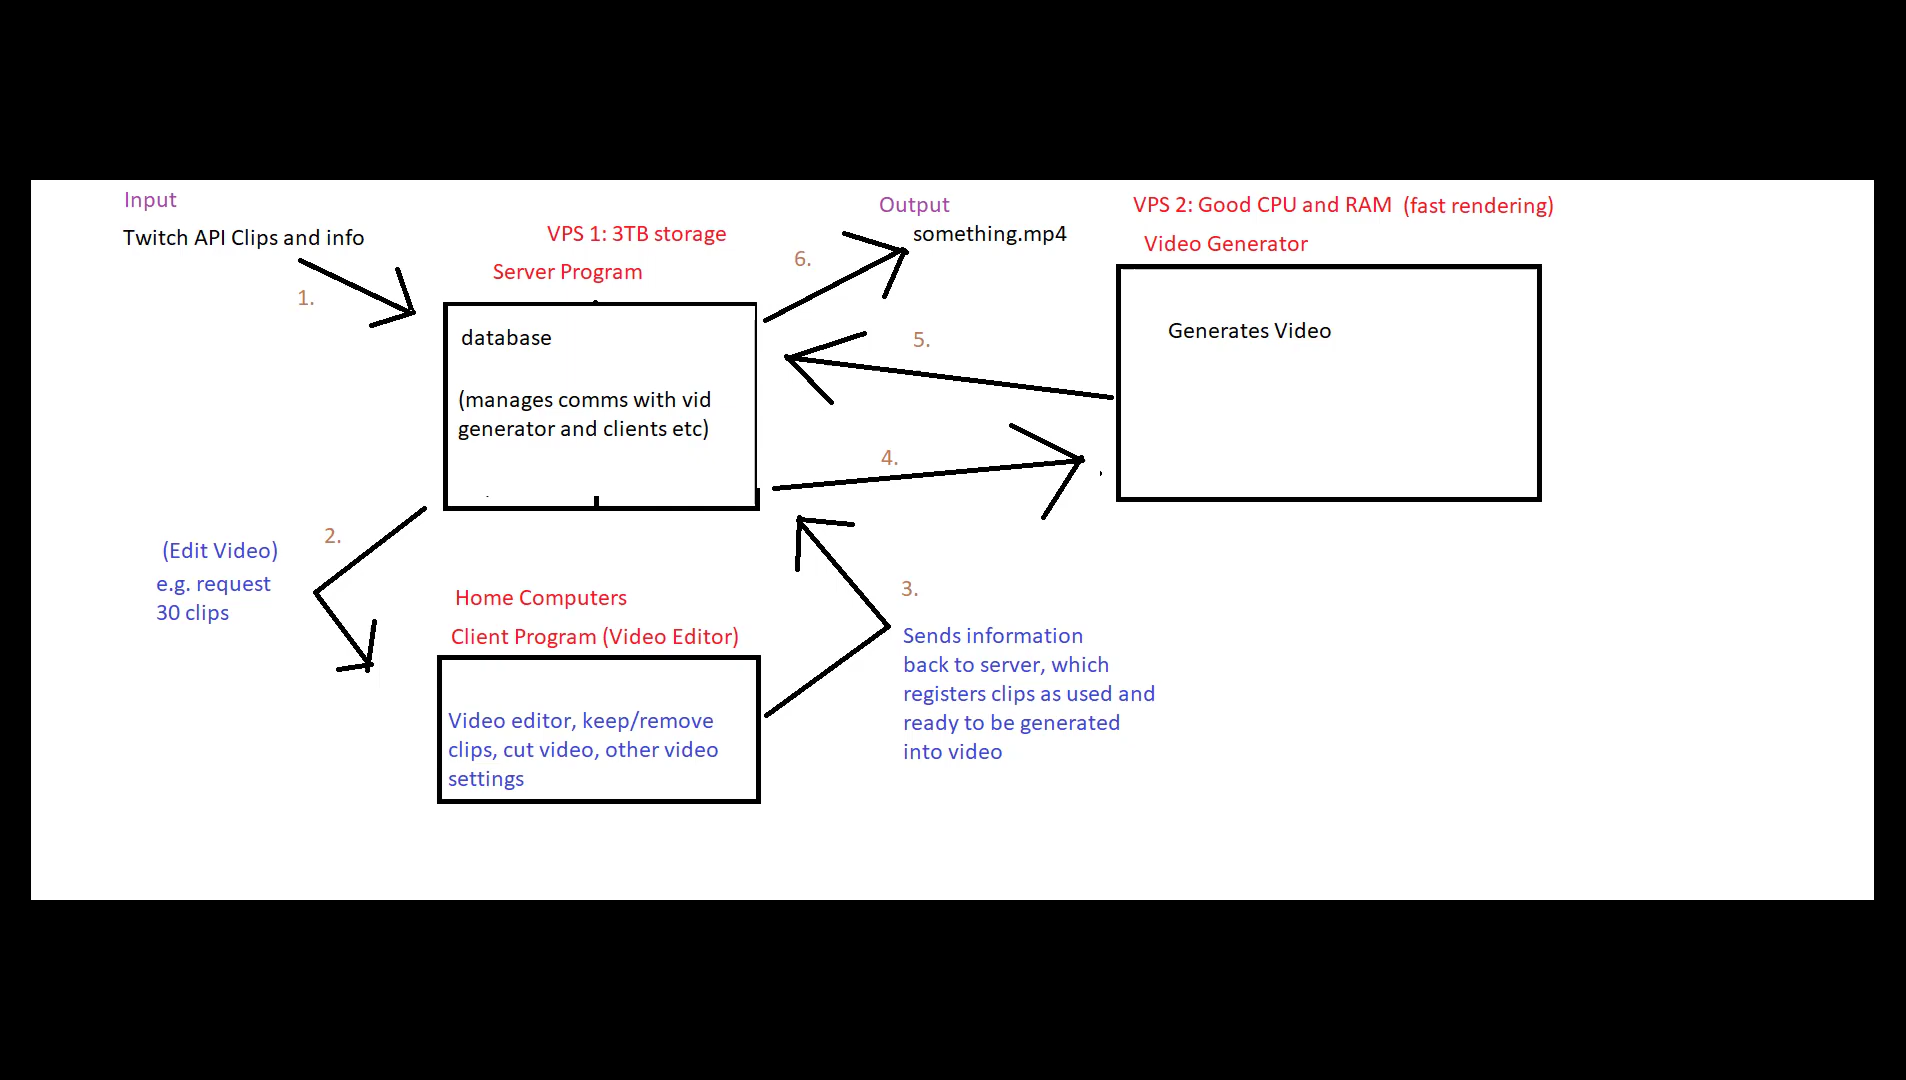 Input
Twitch API Clips and info
1.
VPS 1: 3TB storage
Server Program
database
(manages comms with vid
generator and clients etc)
Output
something.mp4
6.
5.
4.
VPS 2: Good CPU and RAM (fast rendering)
Video Generator
Generates Video
2.
(Edit Video)
e.g. request
30 clips
Home Computers
Client Program (Video Editor)
Video editor, keep/remove
clips, cut video, other video
settings
3.
Sends information
back to server, which
registers clips as used and
ready to be generated
into video